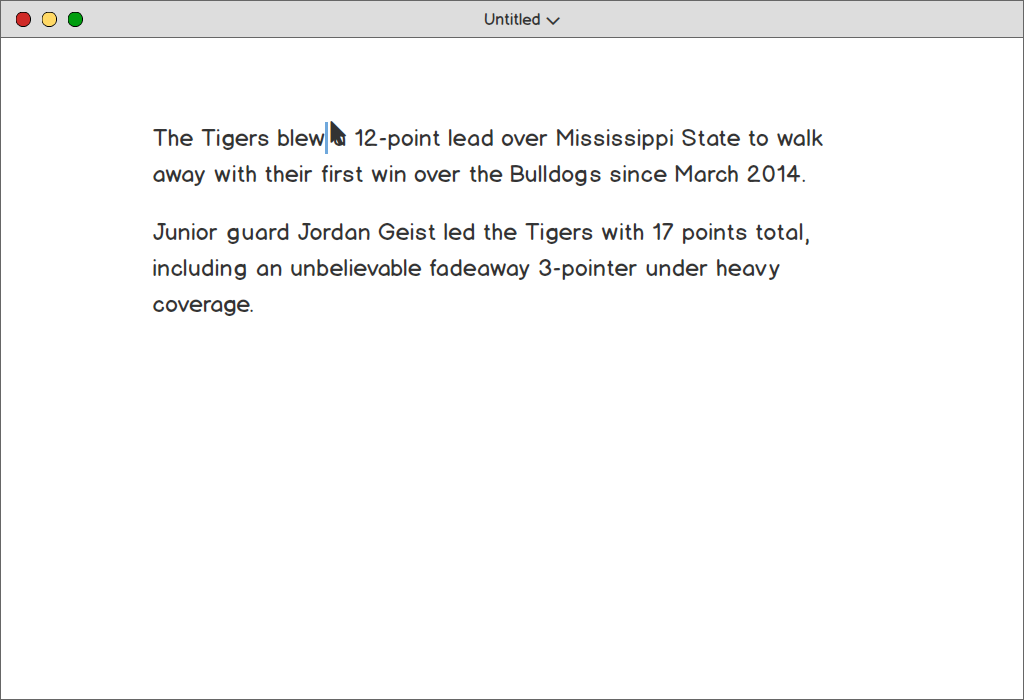 Untitled
The Tigers blew a 12-point lead over Mississippi State to walk
away with their first win over the Bulldogs since March 2014.
Junior guard Jordan Geist led the Tigers with 17 points total,
including an unbelievable fadeaway 3-pointer under heavy
coverage.